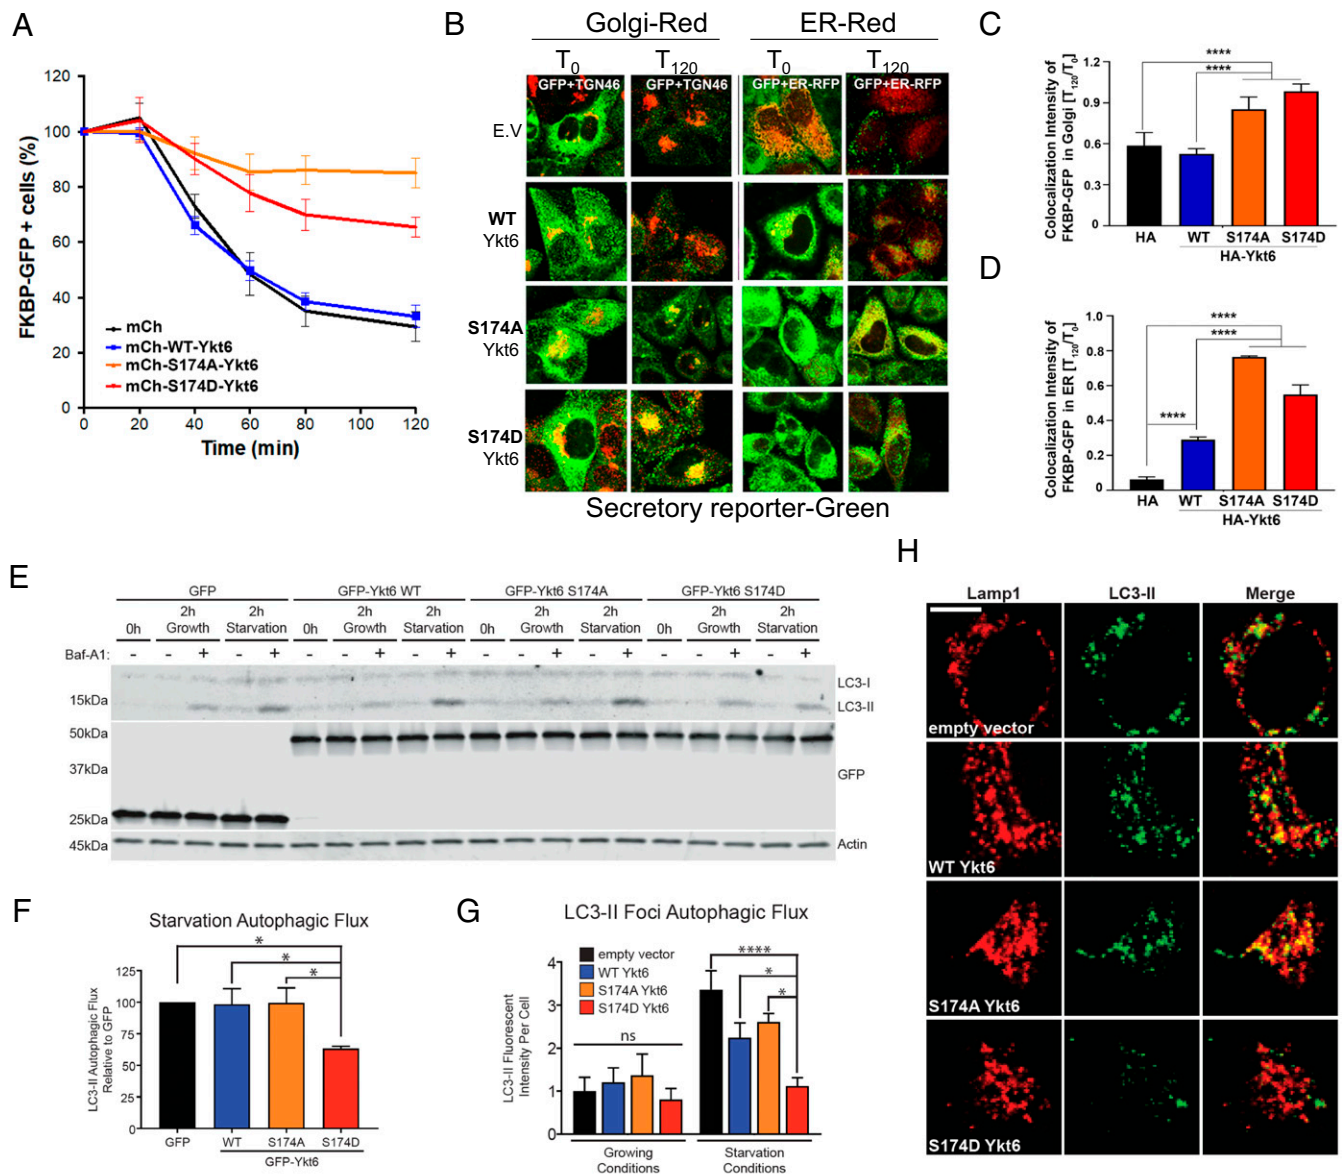 A
120
100
80
60
40
20
0
FKBP-GFP + cells (%)
mCh
mCh-WT-Ykt6
mCh-S174A-Ykt6
mCh-S174D-Ykt6
0 20 40 60 80 100 120
Time (min)
B
Golgi-Red ER-Red
T0 T120 T0 T120
GFP+TGN46 GFP+TGN46 GFP+ER-RFP GFP+ER-RFP
E.V
WT
Ykt6
S174A
Ykt6
S174D
Ykt6
Secretory reporter-Green
C
Colocalization Intensity of
FKBP-GFP in Golgi [T120/T0]
1.2
0.9
0.6
0.3
0
****
****
HA WT S174A S174D
HA-Ykt6
D
Colocalization Intensity of
FKBP-GFP in ER [T120/T0]
1.0
0.8
0.6
0.4
0.2
0
****
****
****
HA WT S174A S174D
HA-Ykt6
E
GFP GFP-Ykt6 WT GFP-Ykt6 S174A GFP-Ykt6 S174D
2h 2h 2h 2h 2h 2h 2h 2h
0h Growth Starvation 0h Growth Starvation 0h Growth Starvation 0h Growth Starvation
Baf-A1: - - + - + - - + - + - - + - + - - + - +
LC3-I
15kDa LC3-II
50kDa
37kDa GFP
25kDa
45kDa Actin
F
Starvation Autophagic Flux
*
*
*
LC3-II Autophagic Flux
Relative to GFP
125
100
75
50
25
0
GFP WT S174A S174D
GFP-Ykt6
G
LC3-II Foci Autophagic Flux
empty vector
WT Ykt6
S174A Ykt6
S174D Ykt6
LC3-II Fluorescent
Intensity Per Cell
4
3
2
1
0
ns
****
*
*
Growing
Conditions
Starvation
Conditions
H
Lamp1 LC3-II Merge
empty vector
WT Ykt6
S174A Ykt6
S174D Ykt6